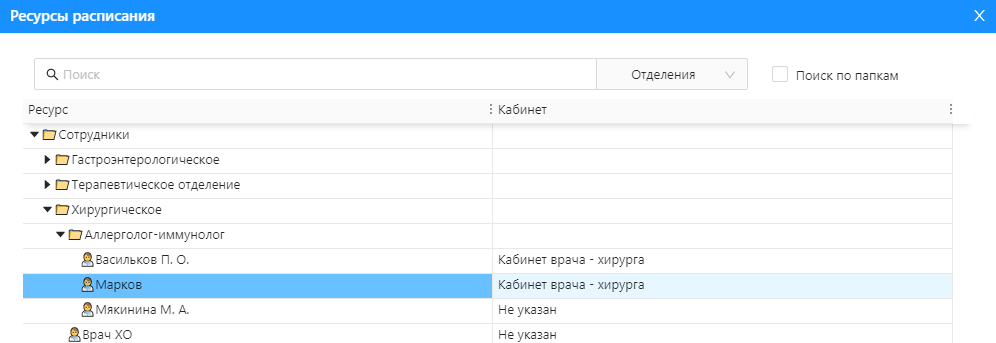 Ресурсы расписания X
Поиск Отделения Поиск по папкам
Ресурс Кабинет
Сотрудники
Гастроэнтерологическое
Терапевтическое отделение
Хирургическое
Аллерголог-иммунолог
Васильков П. О. Кабинет врача - хирурга
Марков Кабинет врача - хирурга
Мякинина М. А. Не указан
Врач ХО Не указан